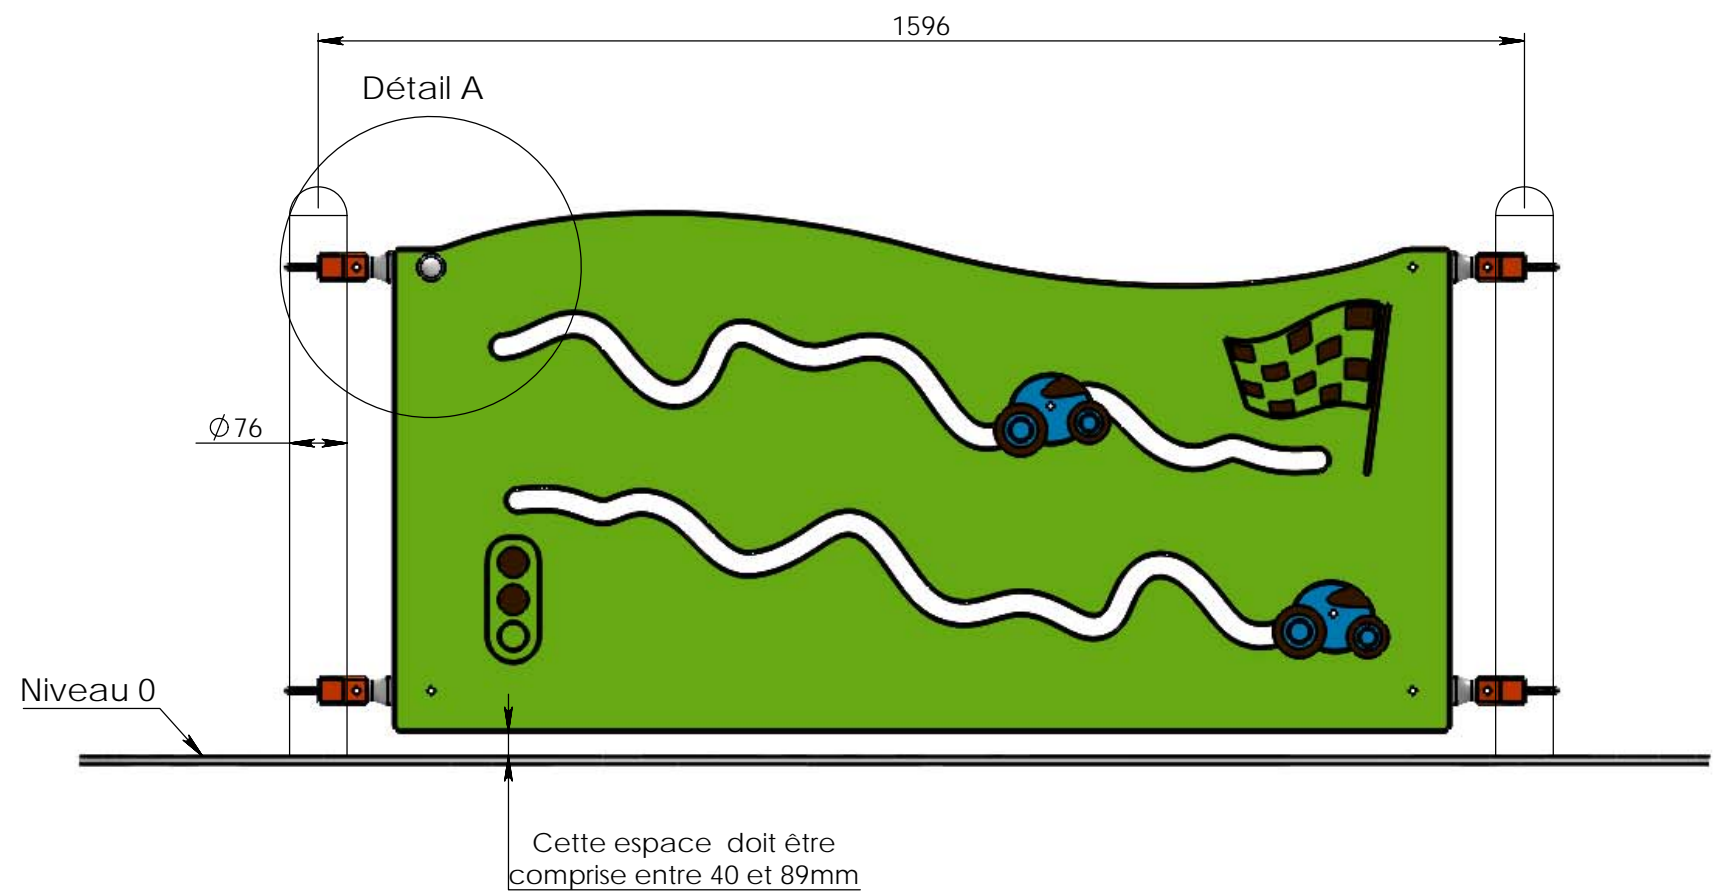 1596
Détail A
Ø76
Niveau 0
Cette espace doit être
comprise entre 40 et 89mm